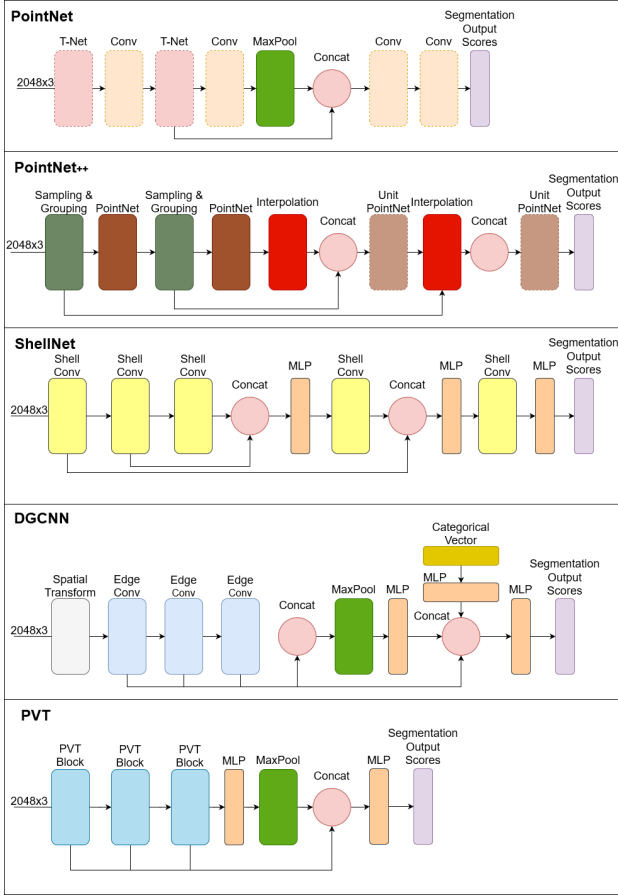 PointNet
Segmentation
Output
Scores
T-Net
Conv
T-Net
Conv
MaxPool
Concat
Conv
Conv
2048x3
PointNet++
Segmentation
Output
Scores
Sampling &
Grouping
PointNet
Sampling &
Grouping
PointNet
Interpolation
Concat
Unit
PointNet
Interpolation
Concat
Unit
PointNet
2048x3
ShellNet
Segmentation
Output
Scores
Shell
Conv
Shell
Conv
Shell
Conv
Concat
MLP
Shell
Conv
Concat
MLP
Shell
Conv
MLP
2048x3
DGCNN
Categorical
Vector
MLP
Segmentation
Output
Scores
Spatial
Transform
Edge
Conv
Edge
Conv
Edge
Conv
Concat
MaxPool
MLP
Concat
MLP
2048x3
PVT
Segmentation
Output
Scores
PVT
Block
PVT
Block
PVT
Block
MLP
MaxPool
Concat
MLP
2048x3